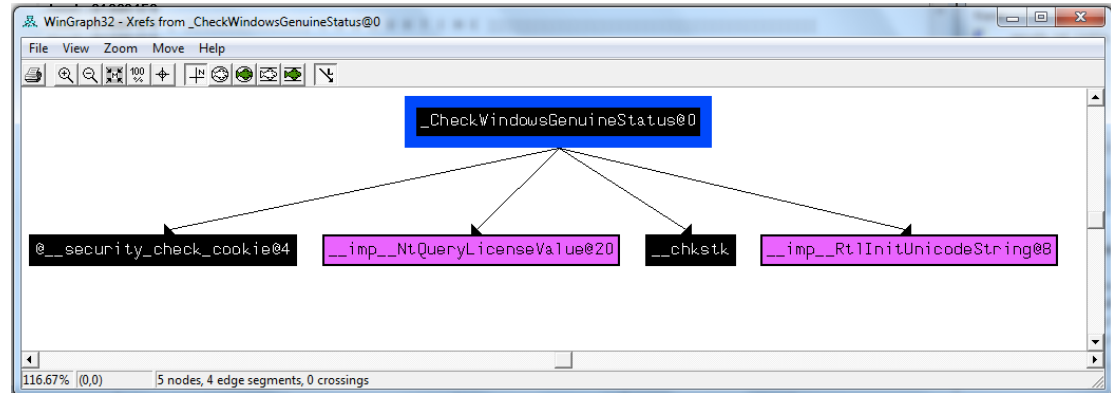 WinGraph32 - Xrefs from _CheckWindowsGenuineStatus@0
File View Zoom Move Help
100 %
N
_CheckWindowsGenuineStatus@0
@__security_check_cookie@4 __imp__NtQueryLicenseValue@20 __chkstk __imp__RtlInitUnicodeString@8
116.67% (0,0) 5 nodes, 4 edge segments, 0 crossings